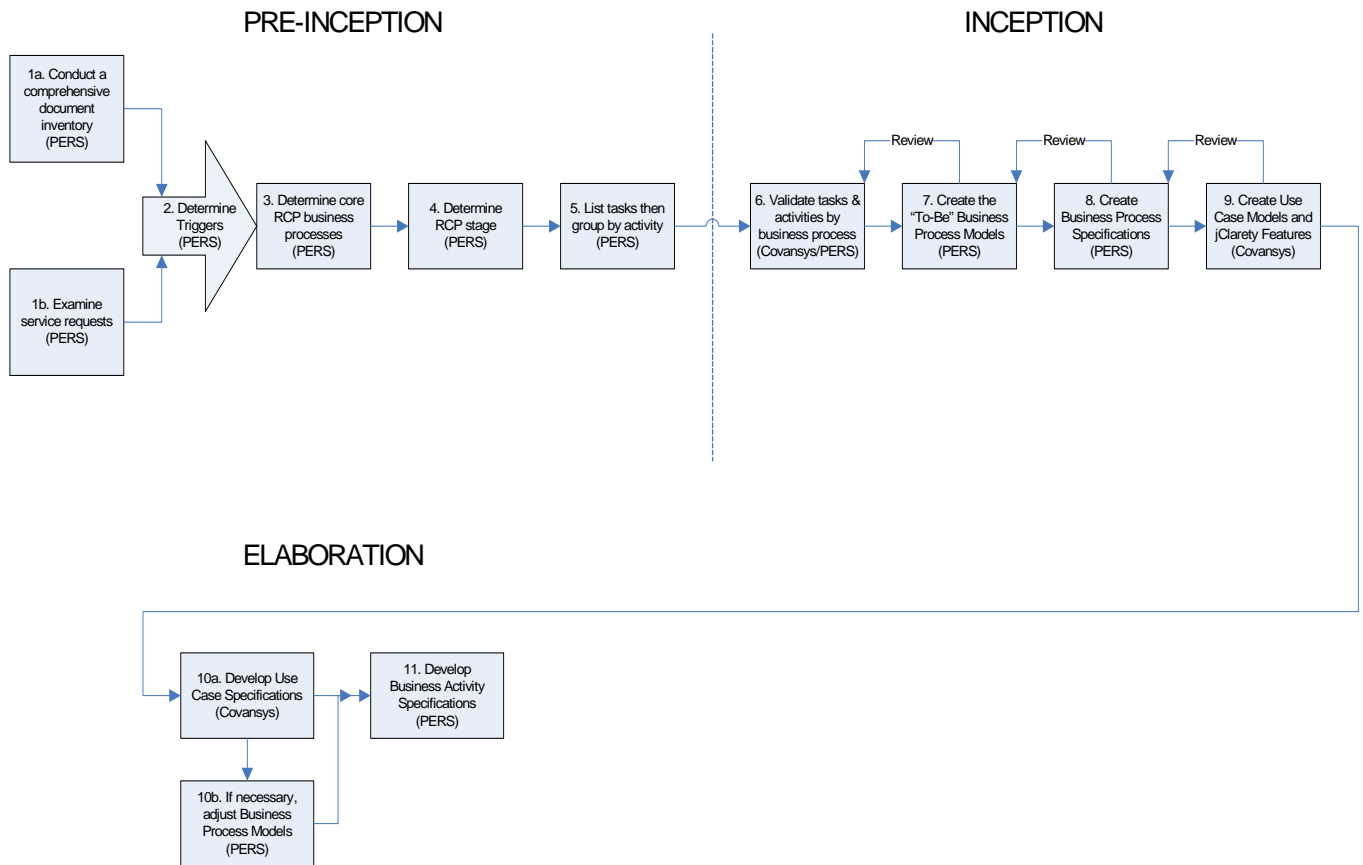 PRE-INCEPTION
INCEPTION
1a. Conduct a
comprehensive
document
inventory
(PERS)
1b. Examine
service requests
(PERS)
2. Determine
Triggers
(PERS)
3. Determine core
RCP business
processes
(PERS)
4. Determine
RCP stage
(PERS)
5. List tasks then
group by activity
(PERS)
Review
Review
Review
6. Validate tasks &
activities by
business process
(Covansys/PERS)
7. Create the
“To-Be” Business
Process Models
(PERS)
8. Create
Business Process
Specifications
(PERS)
9. Create Use
Case Models and
jClarety Features
(Covansys)
ELABORATION
10a. Develop Use
Case Specifications
(Covansys)
11. Develop
Business Activity
Specifications
(PERS)
10b. If necessary,
adjust Business
Process Models
(PERS)